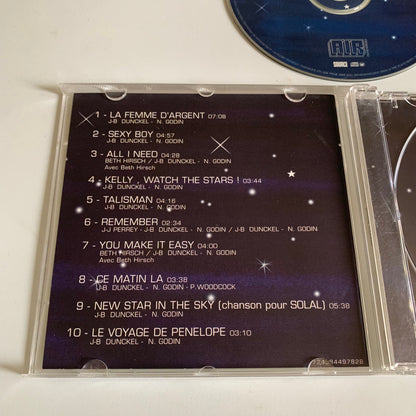 AIR
SOURCE
1 - LA FEMME D'ARGENT 07:08
J-B DUNCKEL - N. GODIN
2 - SEXY BOY 04:57
J-B DUNCKEL - N. GODIN
3 - ALL I NEED 04:28
BETH HIRSCH / J-B DUNCKEL - N. GODIN
Avec Beth Hirsch
4 - KELLY , WATCH THE STARS ! 03:44
J-B DUNCKEL - N. GODIN
5 - TALISMAN 04:16
J-B DUNCKEL - N. GODIN
6 - REMEMBER 02:34
J-J PERREY - N. GODIN / J-B DUNCKEL - N. GODIN
7 - YOU MAKE IT EASY 04:00
BETH HIRSCH / J-B DUNCKEL - N. GODIN
Avec Beth Hirsch
8 - CE MATIN LA 03:38
J-B DUNCKEL - N. GODIN - P.WOODCOCK
9 - NEW STAR IN THE SKY (chanson pour SOLAL) 05:38
J-B DUNCKEL - N. GODIN
10 - LE VOYAGE DE PENELOPE 03:10
J-B DUNCKEL - N. GODIN